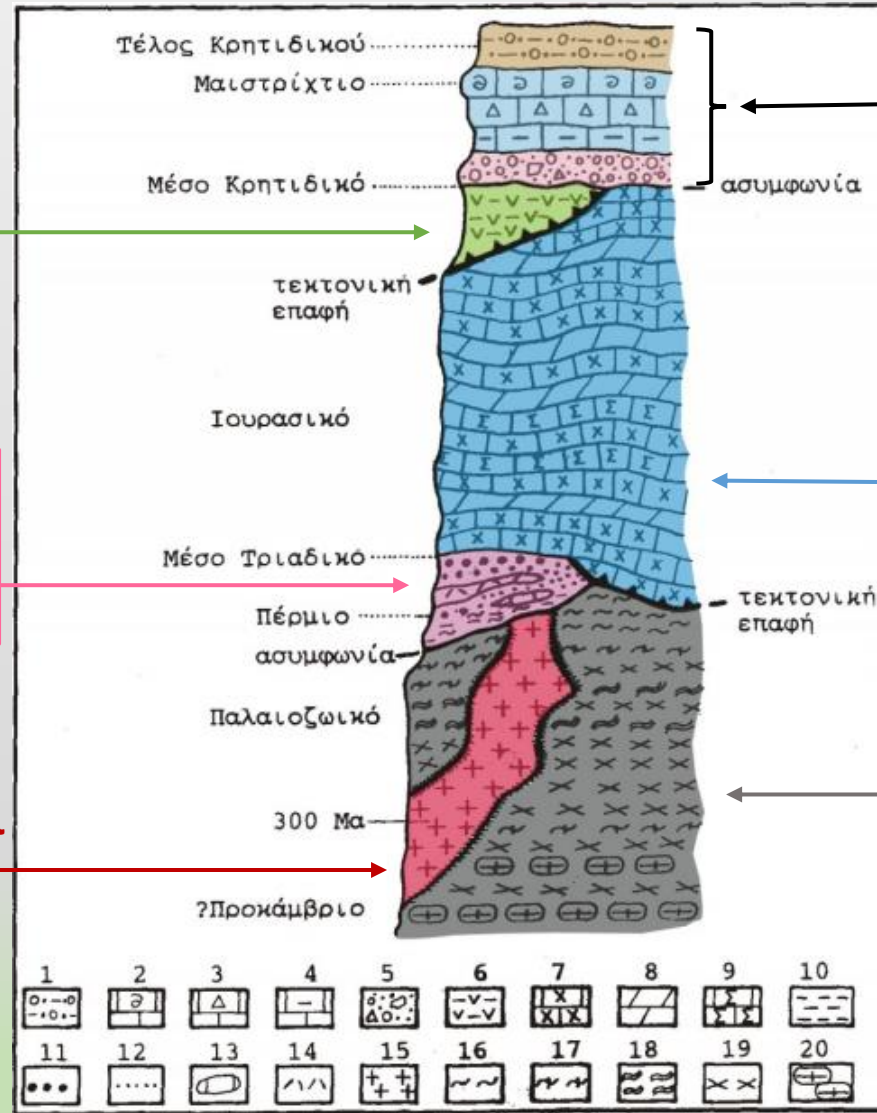 Τέλος Κρητιδικού
Μαιστρίχτιο
Μέσο Κρητιδικό
ασυμφωνία
τεκτονική
επαφή
Ιουρασικό
Μέσο Τριαδικό
Πέρμιο
τεκτονική
επαφή
ασυμφωνία
Παλαιοζωικό
300 Μα
?Προκάμβριο
1 2 3 4 5 6 7 8 9 10
11 12 13 14 15 16 17 18 19 20